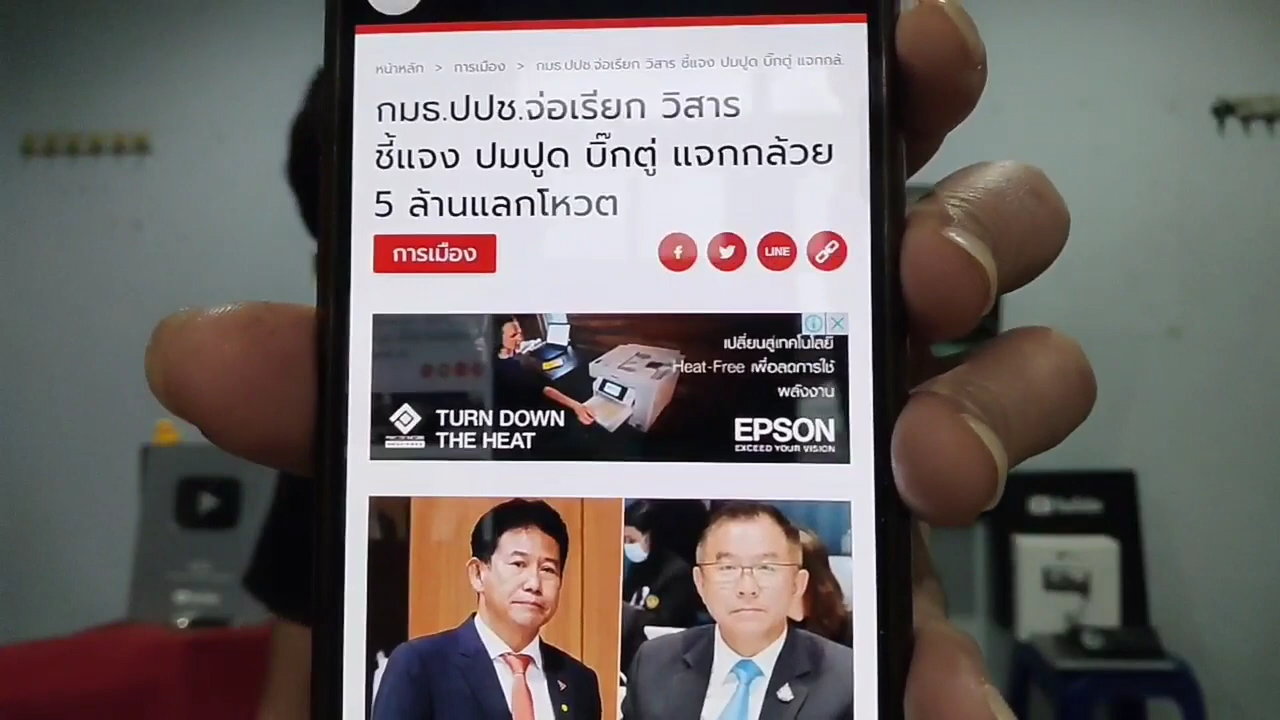 หน้าหลัก > การเมือง > กมธ.ปปช.จ่อเรียก วิสาร ชี้แจง ปมปูด บิ๊กตู่ แจกกล้.
กมธ.ปปช.จ่อเรียก วิสาร
ชี้แจง ปมปูด บิ๊กตู่ แจกกล้วย
5 ล้านแลกโหวต
การเมือง
LINE
เปลี่ยนสู่เทคโนโลยี
Heat-Free เพื่อลดการใช้
พลังงาน
TURN DOWN
THE HEAT
EPSON
EXCEED YOUR VISION
YouTube